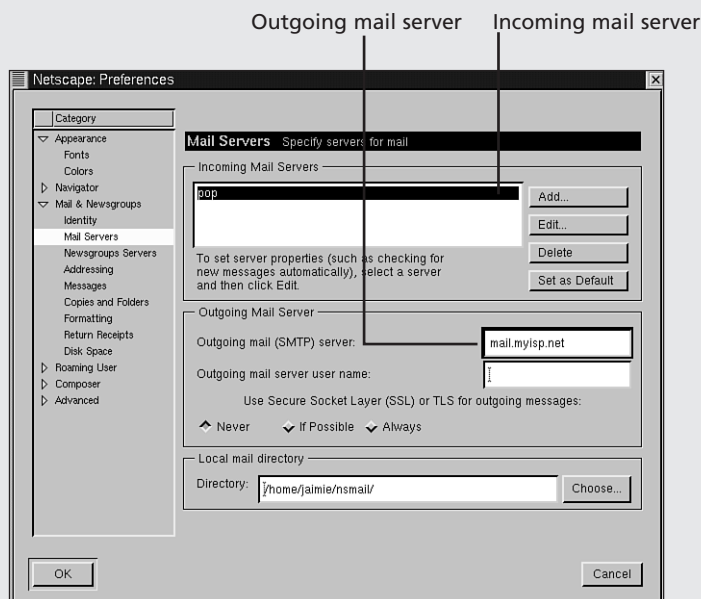 Outgoing mail server
Incoming mail server
Netscape: Preferences
Category
Appearance
Fonts
Colors
Navigator
Mail & Newsgroups
Identity
Mail Servers
Newsgroups Servers
Addressing
Messages
Copies and Folders
Formatting
Return Receipts
Disk Space
Roaming User
Composer
Advanced
Mail Servers Specify servers for mail
Incoming Mail Servers
pop
Add...
Edit...
Delete
Set as Default
To set server properties (such as checking for
new messages automatically), select a server
and then click Edit.
Outgoing Mail Server
Outgoing mail (SMTP) server: mail.myisp.net
Outgoing mail server user name:
Use Secure Socket Layer (SSL) or TLS for outgoing messages:
Never If Possible Always
Local mail directory
Directory: /home/jaimie/nsmail/ Choose...
OK
Cancel